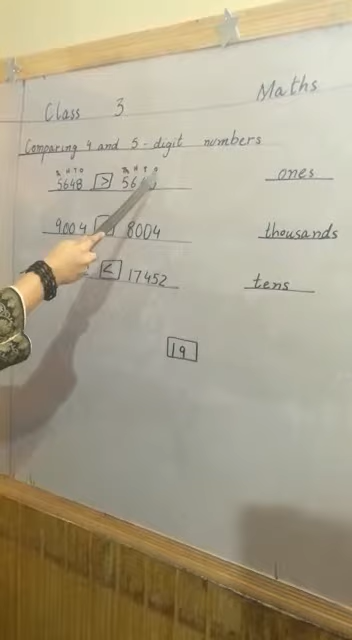 Class 3 Maths
Comparing 4 and 5-digit numbers
5648 > 56 ones
9004 8004 thousands
< 17452 tens
19